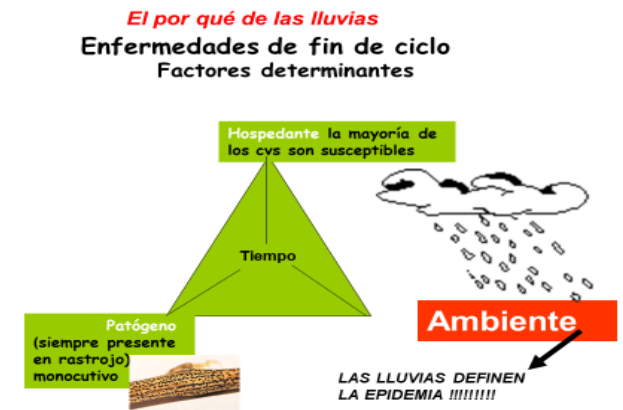 El por qué de las lluvias
Enfermedades de fin de ciclo
Factores determinantes
Hospedante la mayoría de
los cvs son susceptibles
Tiempo
Patógeno
(siempre presente
en rastrojo)
monocutivo
Ambiente
LAS LLUVIAS DEFINEN
LA EPIDEMIA !!!!!!!!!